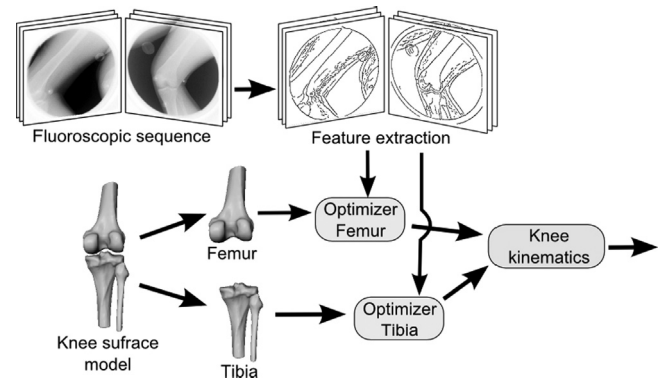 Fluoroscopic sequence
Feature extraction
Optimizer
Femur
Knee
kinematics
Femur
Optimizer
Tibia
Knee sufrace
model
Tibia